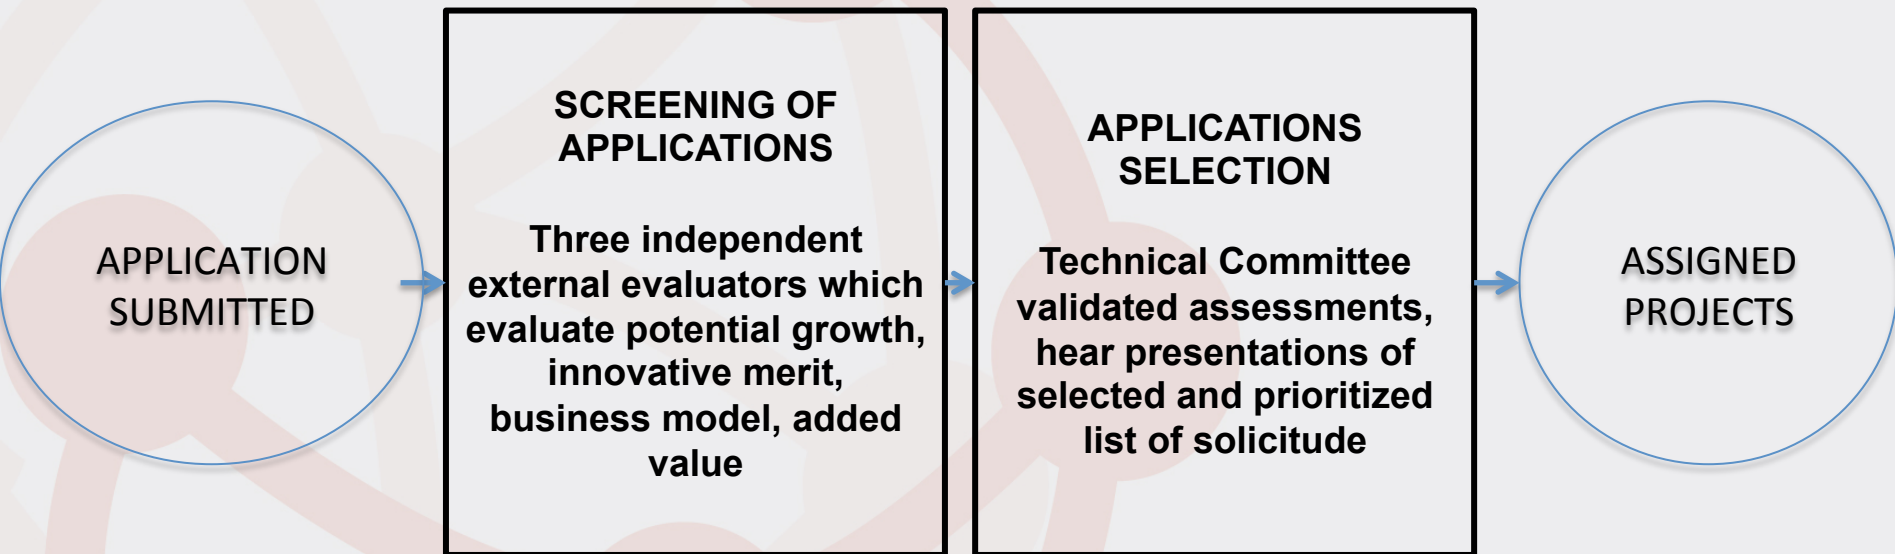 APPLICATION
SUBMITTED
SCREENING OF
APPLICATIONS
Three independent
external evaluators which
evaluate potential growth,
innovative merit,
business model, added
value
APPLICATIONS
SELECTION
Technical Committee
validated assessments,
hear presentations of
selected and prioritized
list of solicitude
ASSIGNED
PROJECTS